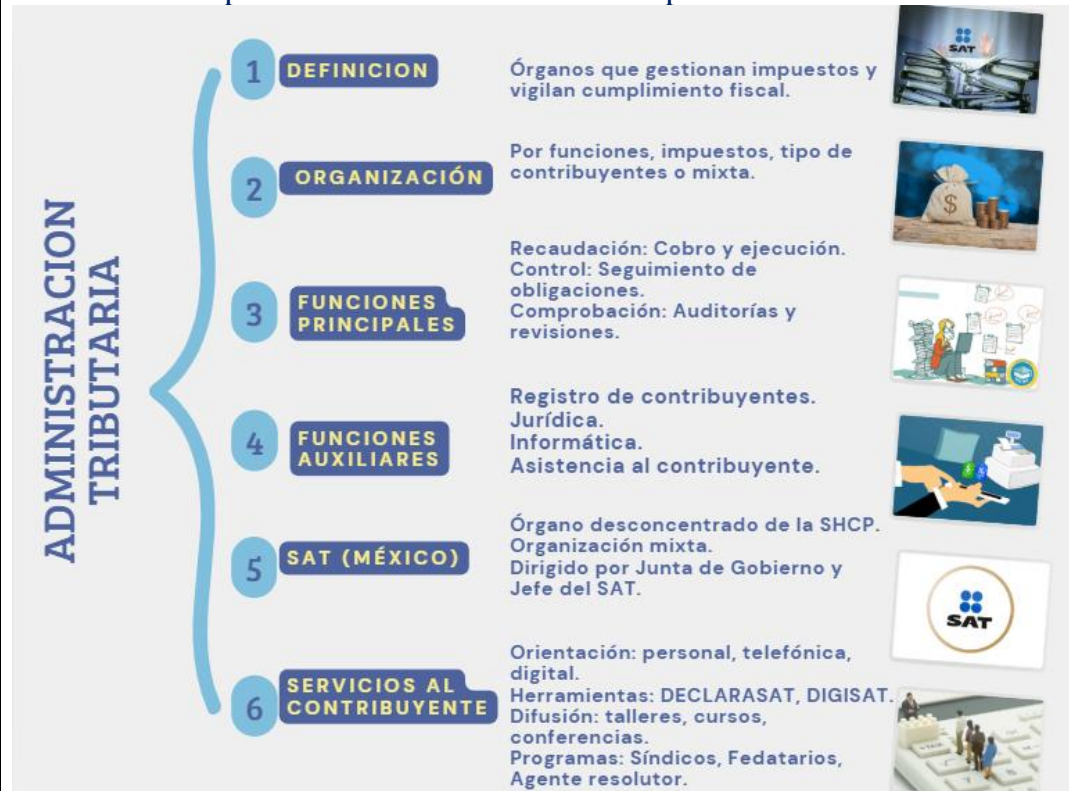 ADMINISTRACION
TRIBUTARIA
1
DEFINICION
Órganos que gestionan impuestos y
vigilan cumplimiento fiscal.
SAT
2
ORGANIZACIÓN
Por funciones, impuestos, tipo de
contribuyentes o mixta.
$
3
FUNCIONES
PRINCIPALES
Recaudación: Cobro y ejecución.
Control: Seguimiento de
obligaciones.
Comprobación: Auditorías y
revisiones.
4
FUNCIONES
AUXILIARES
Registro de contribuyentes.
Jurídica.
Informática.
Asistencia al contribuyente.
5
SAT (MÉXICO)
Órgano desconcentrado de la SHCP.
Organización mixta.
Dirigido por Junta de Gobierno y
Jefe del SAT.
SAT
6
SERVICIOS AL
CONTRIBUYENTE
Orientación: personal, telefónica,
digital.
Herramientas: DECLARASAT, DIGISAT.
Difusión: talleres, cursos,
conferencias.
Programas: Síndicos, Fedatarios,
Agente resolutor.